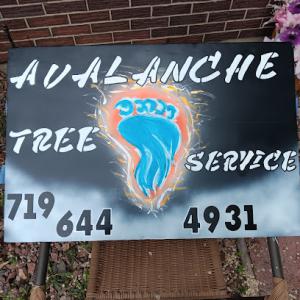 AVALANCHE
TREE SERVICE
719 644 4931